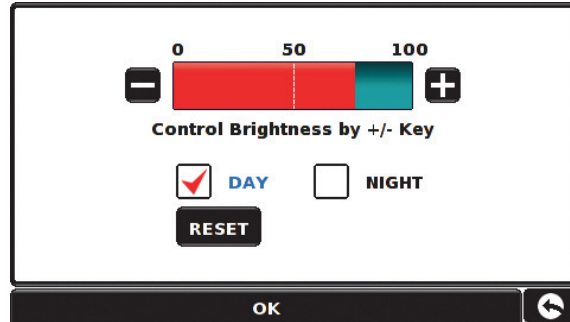 0 50 100
Control Brightness by +/- Key
DAY NIGHT
RESET
OK